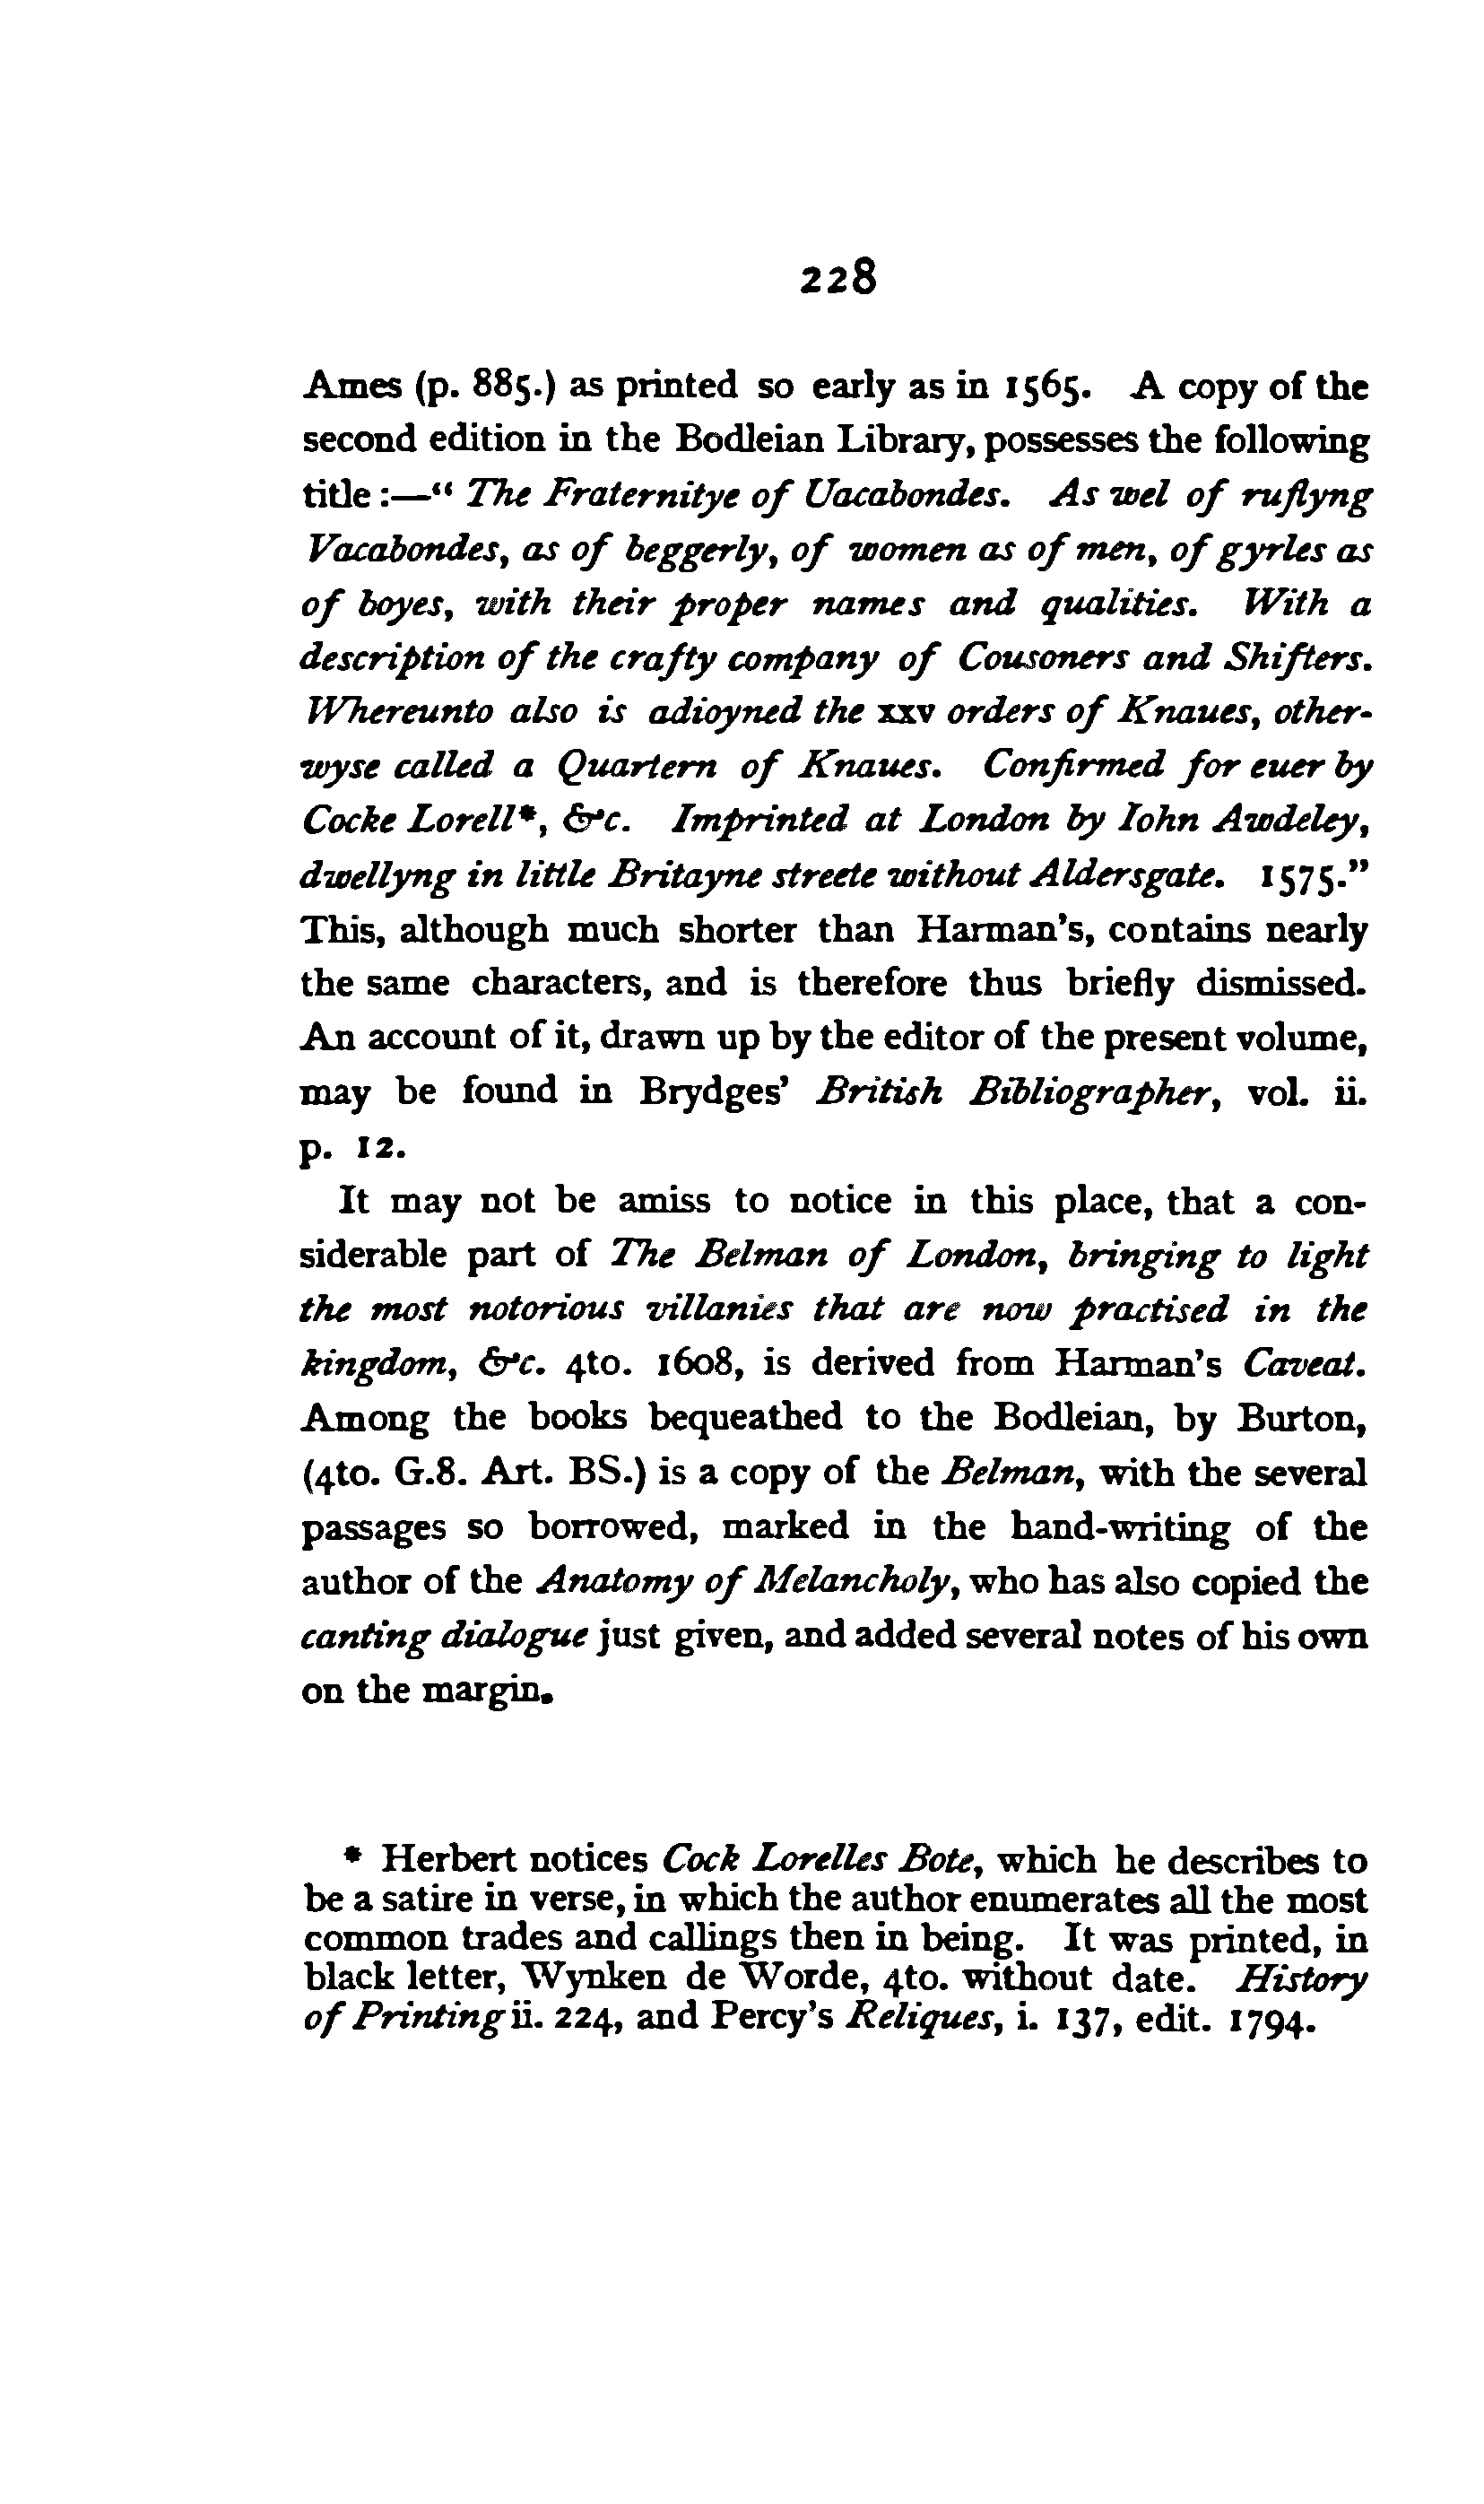 228
Ames (p. 885.) as printed so early as in 1565. A copy of the
second edition in the Bodleian Library, possesses the following
title :—“ The Fraternitye of Uacabondes. As wel of ruflyng
Vacabondes, as of beggerly, of women as of men, of gyrles as
of boyes, with their proper names and qualities. With a
description of the crafty company of Cousoners and Shifters.
Whereunto also is adioyned the xxv orders of Knaues, other-
wyse called a Quartern of Knaues. Confirmed for euer by
Cocke Lorell*, &c. Imprinted at London by Iohn Awdeley,
dwellyng in little Britayne streete without Aldersgate. 1575.”
This, although much shorter than Harman's, contains nearly
the same characters, and is therefore thus briefly dismissed.
An account of it, drawn up by the editor of the present volume,
may be found in Brydges' British Bibliographer, vol. ii.
p. 12.
It may not be amiss to notice in this place, that a con-
siderable part of The Belman of London, bringing to light
the most notorious villanies that are now practised in the
kingdom, &c. 4to. 1608, is derived from Harman's Caveat.
Among the books bequeathed to the Bodleian, by Burton,
(4to. G.8. Art. BS.) is a copy of the Belman, with the several
passages so borrowed, marked in the hand-writing of the
author of the Anatomy of Melancholy, who has also copied the
canting dialogue just given, and added several notes of his own
on the margin.
* Herbert notices Cock Lorelles Bote, which he describes to
be a satire in verse, in which the author enumerates all the most
common trades and callings then in being. It was printed, in
black letter, Wynken de Worde, 4to. without date. History
of Printing ii. 224, and Percy's Reliques, i. 137, edit. 1794.